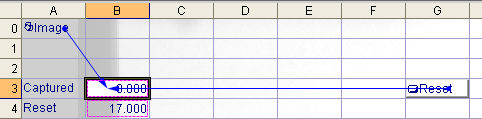 A B C D E F G
0 Image
1
2
3 Captured 0.000 Reset
4 Reset 17.000